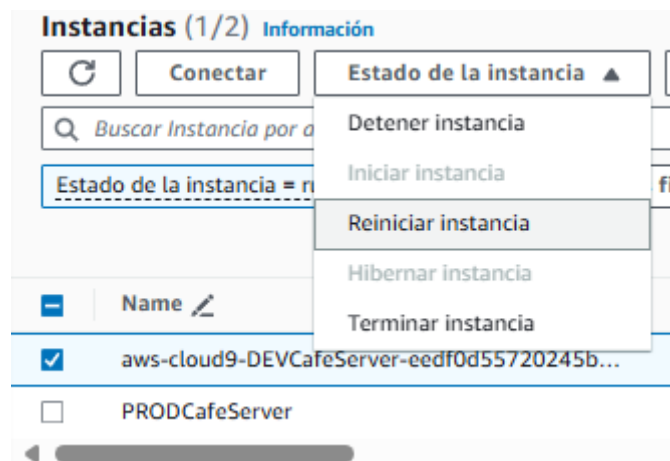 Instancias (1/2) Información
Conectar
Estado de la instancia ▲
Buscar Instancia por
Detener instancia
Iniciar instancia
Estado de la instancia =
Reiniciar instancia
Hibernar instancia
Name
Terminar instancia
aws-cloud9-DEVCafeServer-eedf0d55720245b...
PRODCafeServer